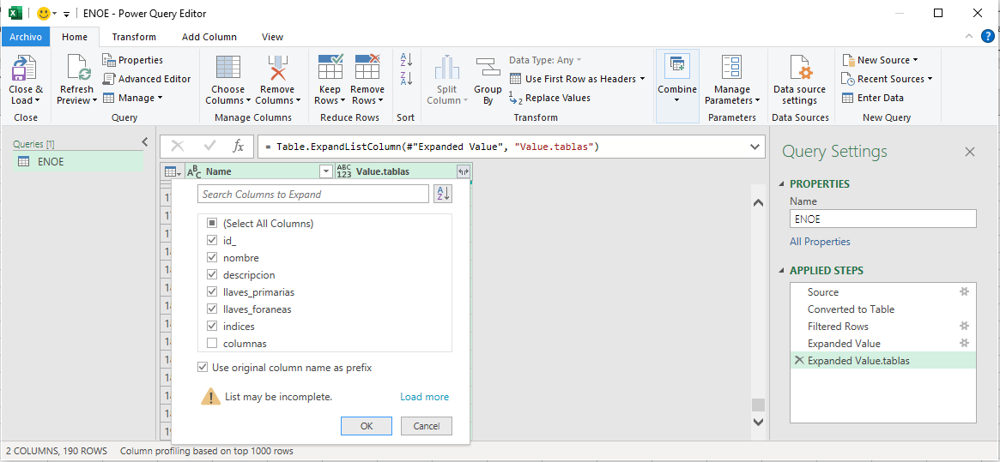 ENOE - Power Query Editor
Archivo Home Transform Add Column View
Close & Load
Close
Refresh Preview
Properties
Advanced Editor
Manage
Query
Choose Columns
Remove Columns
Manage Columns
Keep Rows
Remove Rows
Reduce Rows
Sort
Split Column
Group By
Data Type: Any
Use First Row as Headers
Replace Values
Transform
Combine
Manage Parameters
Parameters
Data source settings
Data Sources
New Source
Recent Sources
Enter Data
New Query
Queries [1]
ENOE
= Table.ExpandListColumn(#"Expanded Value", "Value.tablas")
Name
ABC 123 Value.tablas
Search Columns to Expand
(Select All Columns)
id_
nombre
descripcion
llaves_primarias
llaves_foraneas
indices
columnas
Use original column name as prefix
List may be incomplete. Load more
OK Cancel
Query Settings
PROPERTIES
Name
ENOE
All Properties
APPLIED STEPS
Source
Converted to Table
Filtered Rows
Expanded Value
Expanded Value.tablas
2 COLUMNS, 190 ROWS Column profiling based on top 1000 rows